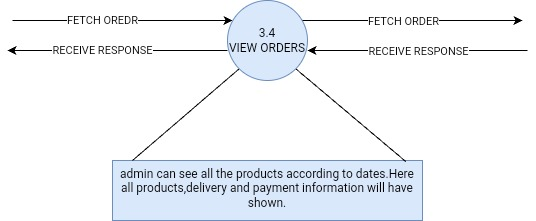 FETCH OREDR
3.4
FETCH ORDER
RECEIVE RESPONSE
VIEW ORDERS
RECEIVE RESPONSE
admin can see all the products according to dates.Here
all products,delivery and payment information will have
shown.